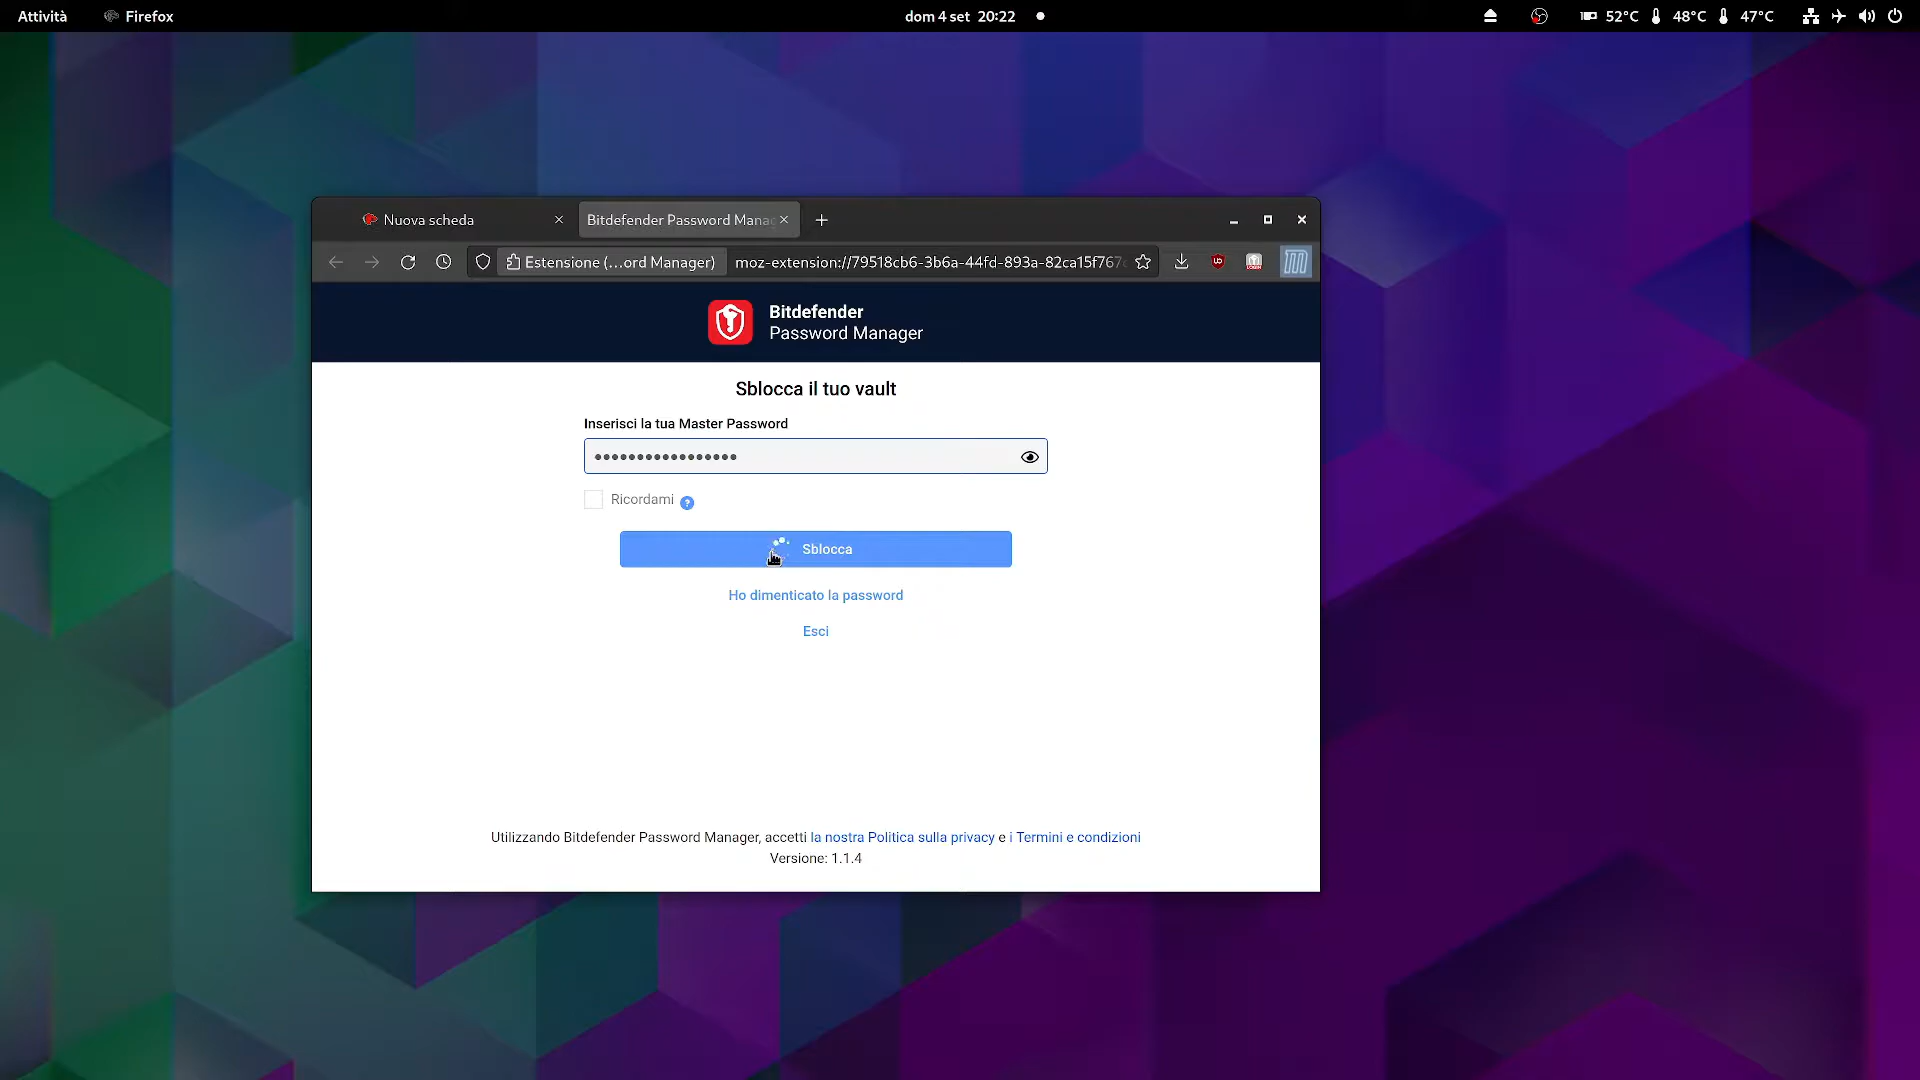 Attività
Firefox
dom 4 set 20:22
52°C
48°C
47°C
Nuova scheda
Bitdefender Password Mana
Estensione (...ord Manager)
moz-extension://79518cb6-3b6a-44fd-893a-82ca15f767
Bitdefender
Password Manager
Sblocca il tuo vault
Inserisci la tua Master Password
•••••••••••••••••
Ricordami ?
Sblocca
Ho dimenticato la password
Esci
Utilizzando Bitdefender Password Manager, accetti la nostra Politica sulla privacy e i Termini e condizioni
Versione: 1.1.4